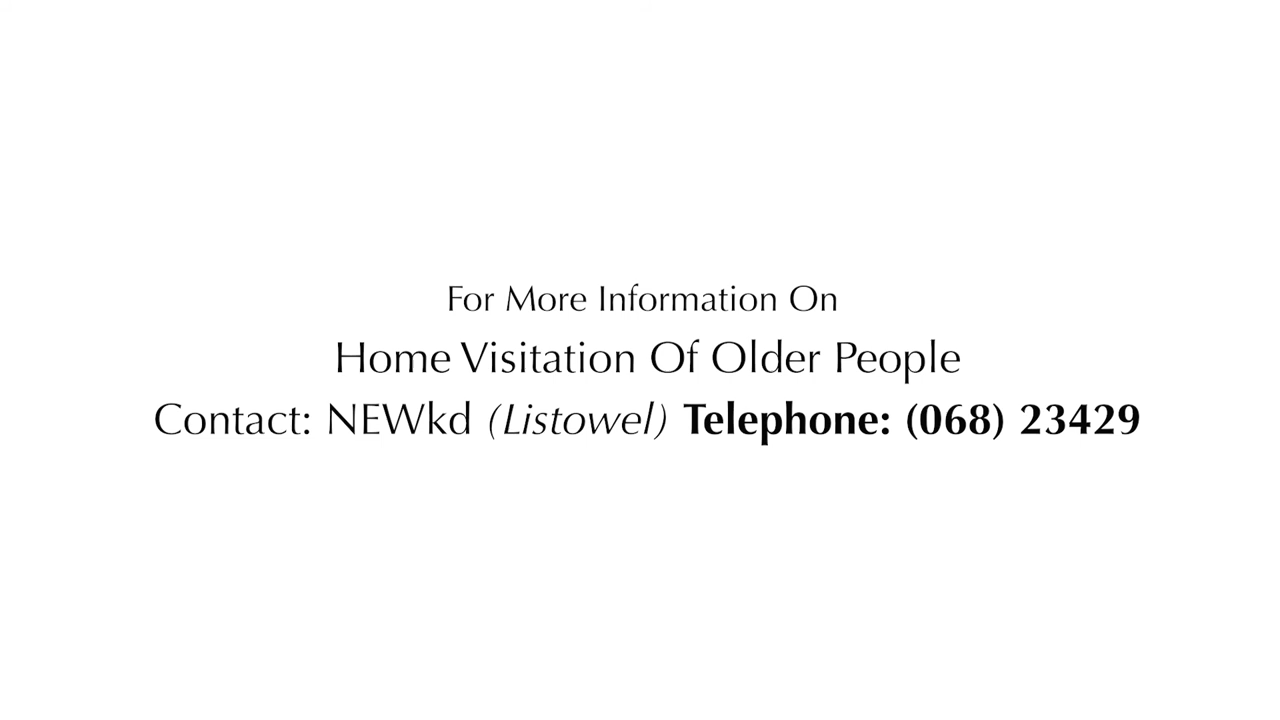 For More Information On
Home Visitation Of Older People
Contact: NEWkd (Listowel) Telephone: (068) 23429